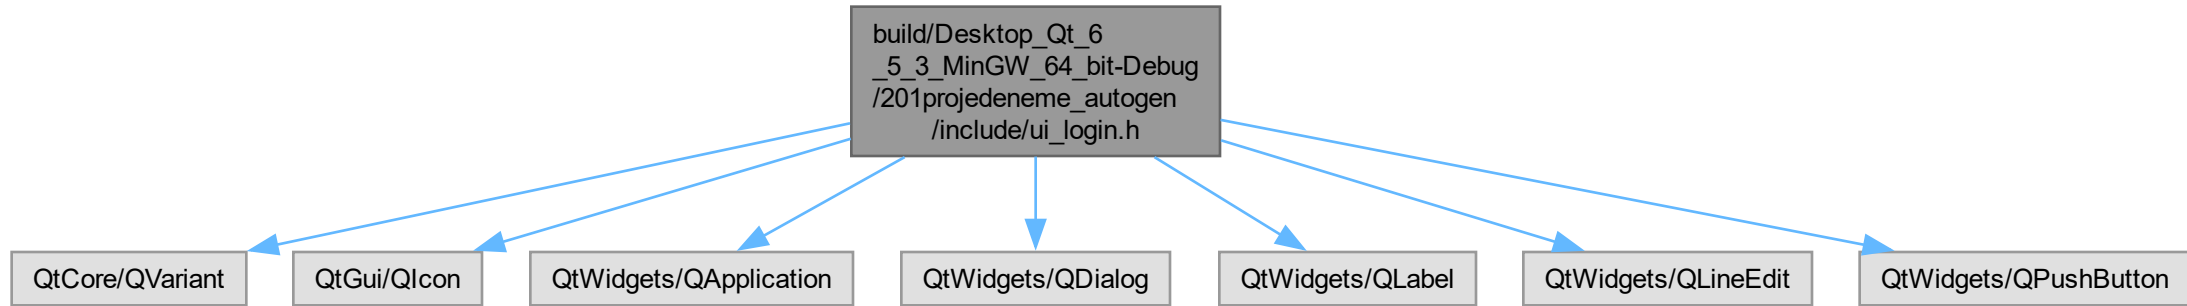 build/Desktop_Qt_6
_5_3_MinGW_64_bit-Debug
/201projedeneme_autogen
/include/ui_login.h
QtCore/QVariant
QtGui/QIcon
QtWidgets/QApplication
QtWidgets/QDialog
QtWidgets/QLabel
QtWidgets/QLineEdit
QtWidgets/QPushButton